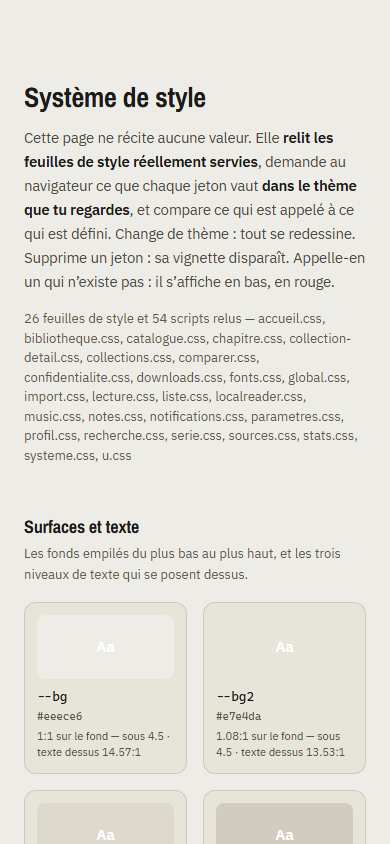 Système de style
Cette page ne récite aucune valeur. Elle relit les
feuilles de style réellement servies, demande au
navigateur ce que chaque jeton vaut dans le thème
que tu regardes, et compare ce qui est appelé à ce
qui est défini. Change de thème : tout se redessine.
Supprime un jeton : sa vignette disparaît. Appelle-en
un qui n’existe pas : il s’affiche en bas, en rouge.
26 feuilles de style et 54 scripts relus — accueil.css,
bibliotheque.css, catalogue.css, chapitre.css, collection-
detail.css, collections.css, comparer.css,
confidentialite.css, downloads.css, fonts.css, global.css,
import.css, lecture.css, liste.css, localreader.css,
music.css, notes.css, notifications.css, parametres.css,
profil.css, recherche.css, serie.css, sources.css, stats.css,
systeme.css, u.css
Surfaces et texte
Les fonds empilés du plus bas au plus haut, et les trois
niveaux de texte qui se posent dessus.
Aa
--bg
#eeece6
1:1 sur le fond — sous 4.5 ·
texte dessus 14.57:1
Aa
--bg2
#e7e4da
1.08:1 sur le fond — sous
4.5 · texte dessus 13.53:1
Aa
Aa